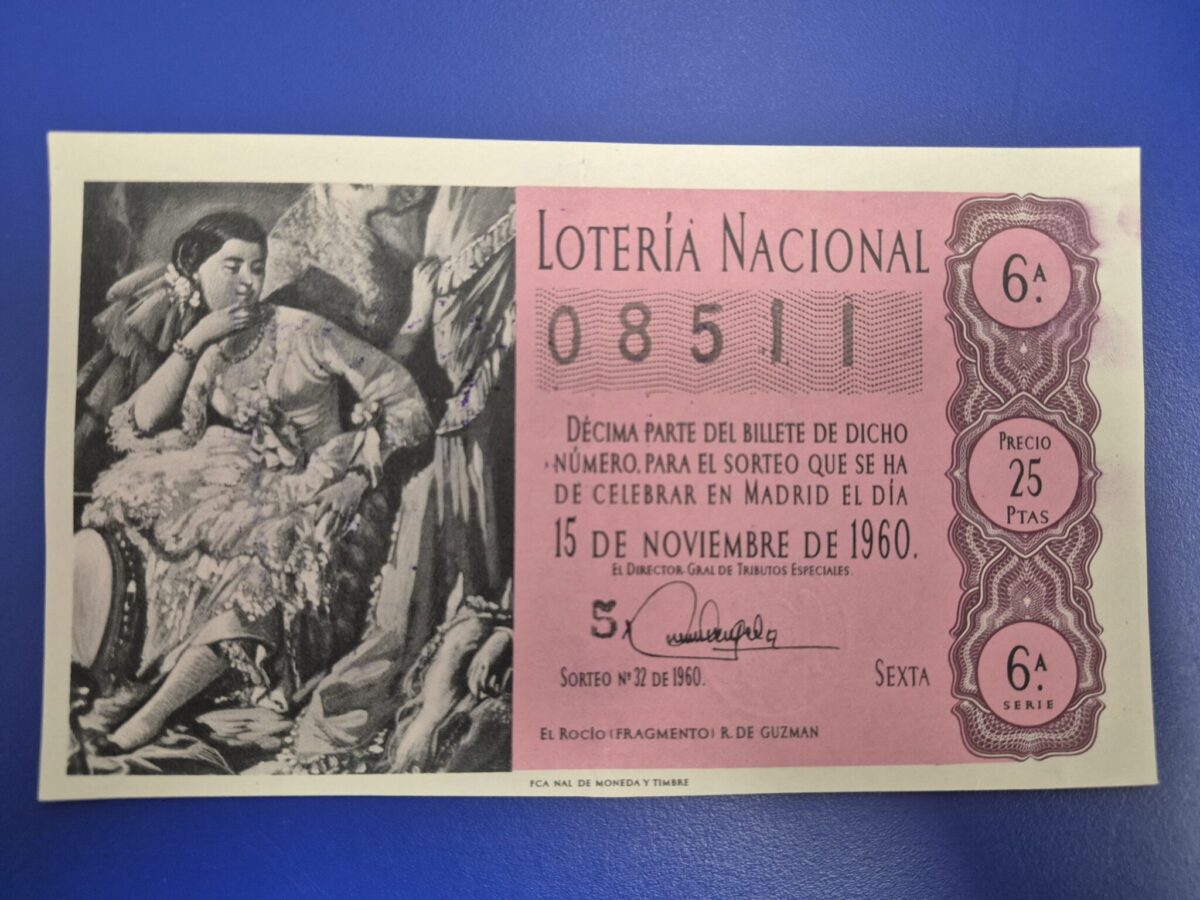 LOTERÍA NACIONAL
08511
DÉCIMA PARTE DEL BILLETE DE DICHO
NÚMERO, PARA EL SORTEO QUE SE HA
DE CELEBRAR EN MADRID EL DÍA
15 DE NOVIEMBRE DE 1960.
EL DIRECTOR GRAL DE TRIBUTOS ESPECIALES.
5
SORTEO Nº 32 DE 1960.
SEXTA
EL ROCÍO (FRAGMENTO) R. DE GUZMAN
6ª.
PRECIO
25
PTAS
6ª.
SERIE
FCA NAL DE MONEDA Y TIMBRE